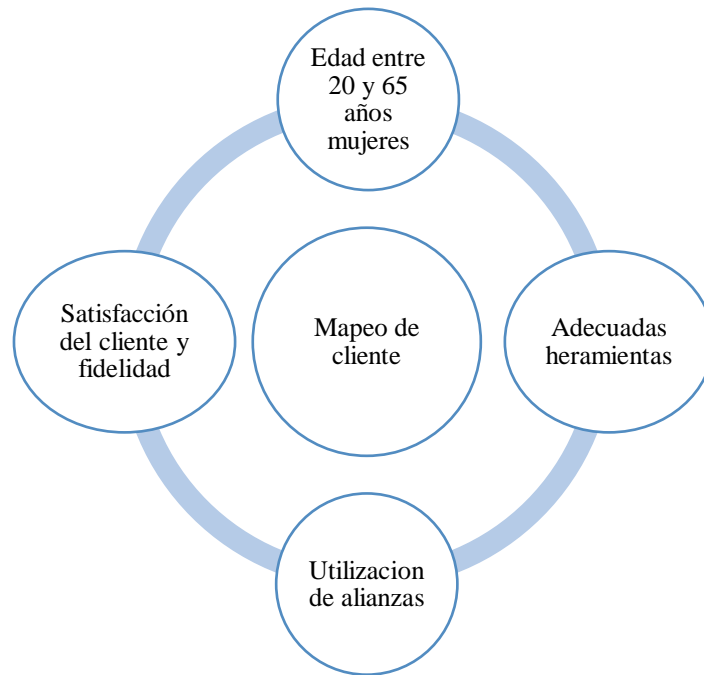 Edad entre
20 y 65
años
mujeres
Satisfacción
del cliente y
fidelidad
Mapeo de
cliente
Adecuadas
heramientas
Utilizacion
de alianzas